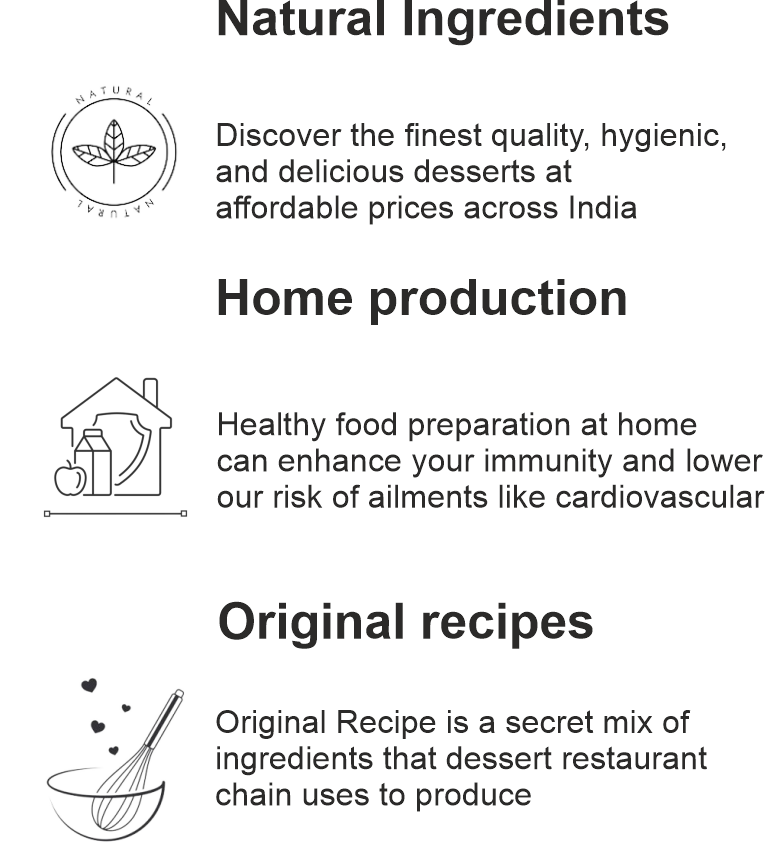 Natural Ingredients
NATURAL
Discover the finest quality, hygienic,
and delicious desserts at
affordable prices across India
NATURAL
Home production
Healthy food preparation at home
can enhance your immunity and lower
our risk of ailments like cardiovascular
Original recipes
Original Recipe is a secret mix of
ingredients that dessert restaurant
chain uses to produce